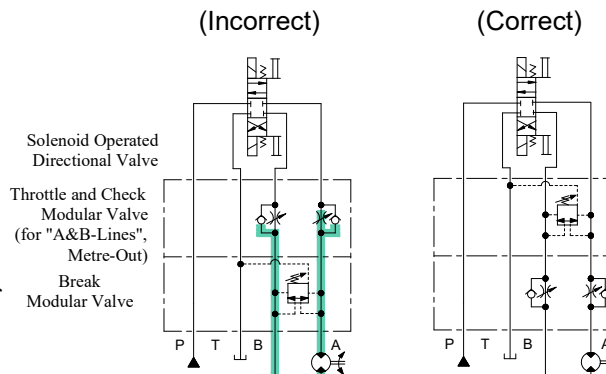 (Incorrect)
(Correct)
Solenoid Operated
Directional Valve
Throttle and Check
Modular Valve
(for "A&B-Lines",
Metre-Out)
Break
Modular Valve
P T B A
P T B A